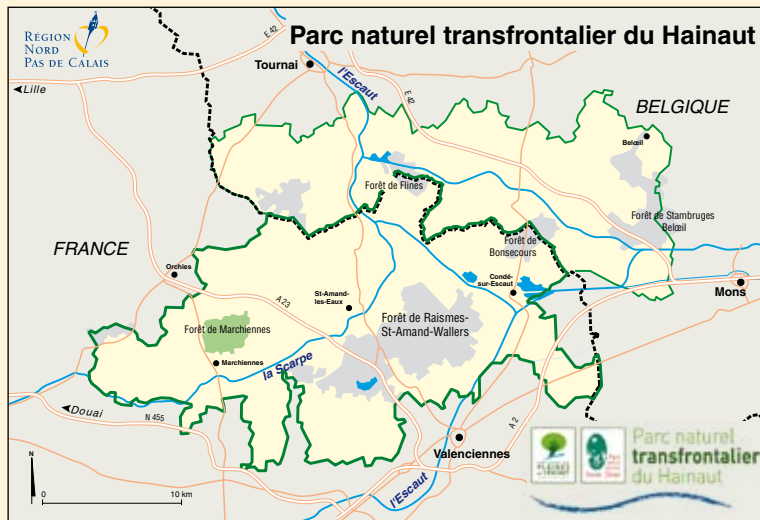 RÉGION
NORD
PAS DE CALAIS
Parc naturel transfrontalier du Hainaut
E 42
Tournai
l'Escaut
E 42
Lille
BELGIQUE
Belœil
Forêt de Flines
Forêt de Stambruges
Belœil
FRANCE
Forêt de
Bonsecours
Orchies
Condé-
sur-Escaut
Mons
St-Amand-
les-Eaux
A 23
Forêt de Raismes-
St-Amand-Wallers
Forêt de Marchiennes
Marchiennes
la Scarpe
Douai
N 455
A 2
Valenciennes
l'Escaut
N
0
10 km
Parc naturel
transfrontalier
du Hainaut